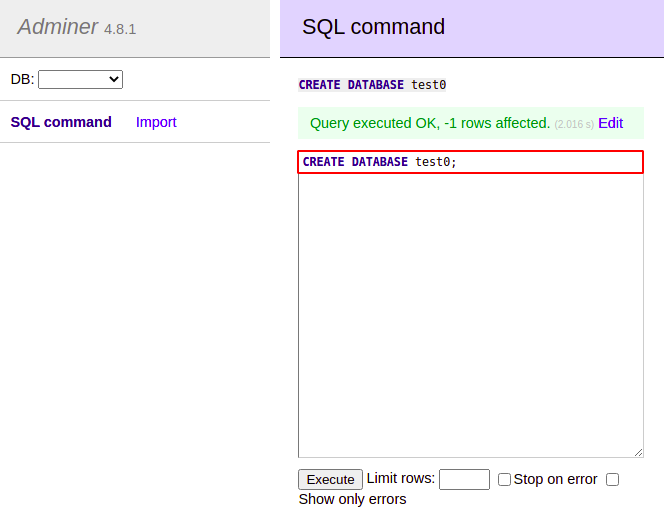 Adminer 4.8.1
DB:
SQL command Import
SQL command
CREATE DATABASE test0
Query executed OK, -1 rows affected. (2.016 s) Edit
CREATE DATABASE test0;
Execute Limit rows: Stop on error
Show only errors